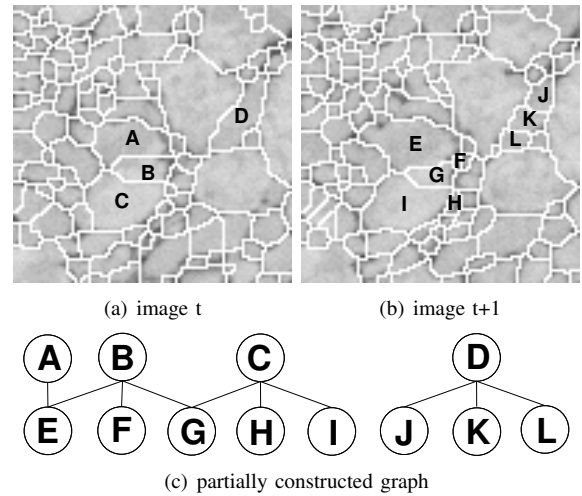 A
B
C
D
E
F
G
H
I
J
K
L
(a) image t
(b) image t+1
A B C D
E F G H I J K L
(c) partially constructed graph